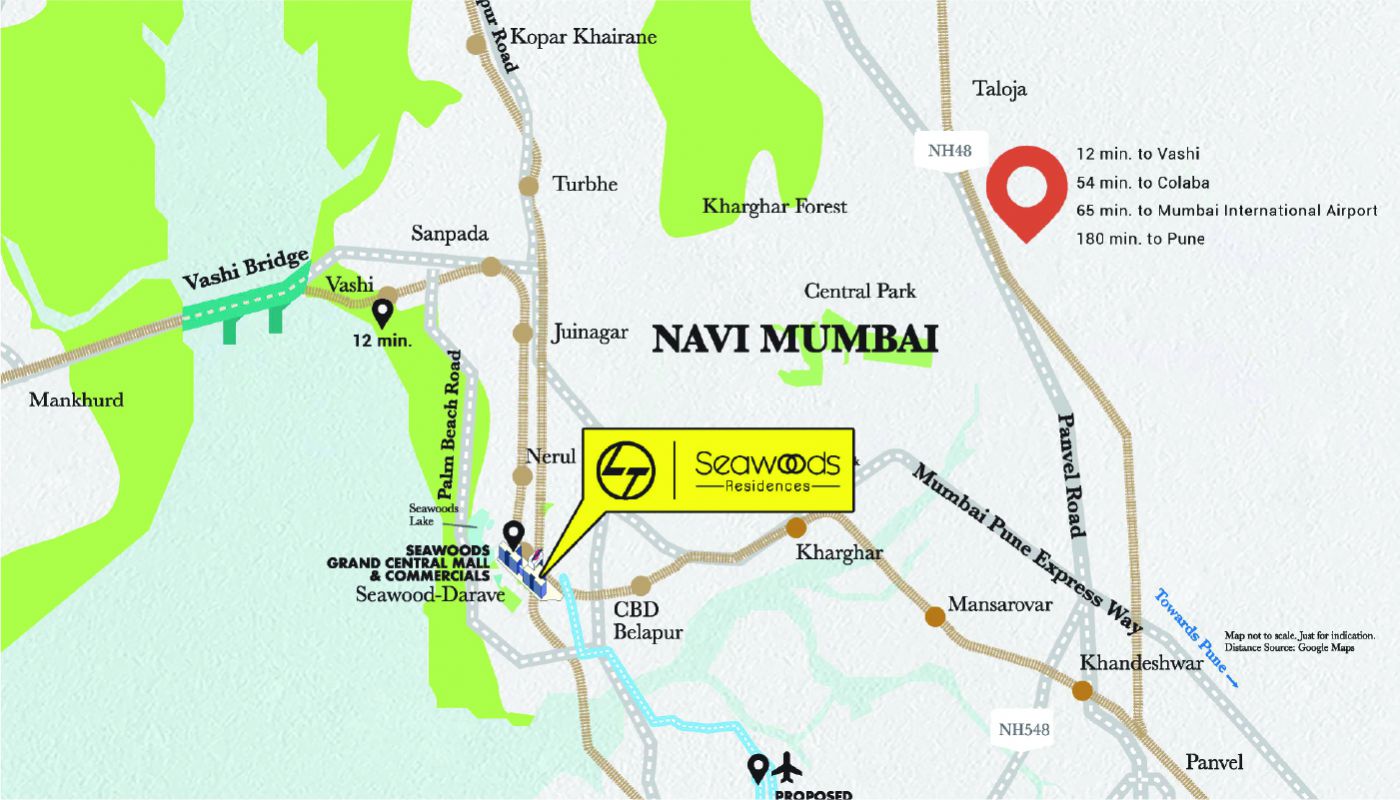 pur Road
Kopar Khairane
Taloja
NH48
12 min. to Vashi
54 min. to Colaba
65 min. to Mumbai International Airport
180 min. to Pune
Turbhe
Kharghar Forest
Sanpada
Vashi Bridge
Vashi
12 min.
Central Park
Juinagar
NAVI MUMBAI
Mankhurd
Palm Beach Road
Panvel Road
Nerul
LT
Seawoods
Residences
Mumbai Pune Express Way
Seawoods
Lake
SEAWOODS
GRAND CENTRAL MALL
& COMMERCIALS
Seawood-Darave
Kharghar
CBD
Belapur
Mansarovar
Towards Pune
Map not to scale. Just for indication.
Distance Source: Google Maps
Khandeshwar
NH548
Panvel
PROPOSED